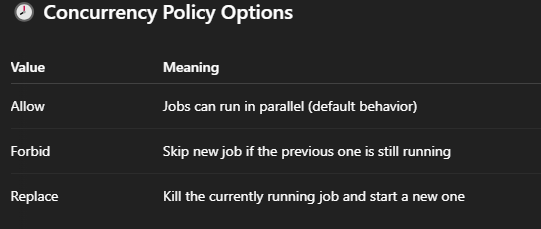 Concurrency Policy Options
Value Meaning
Allow Jobs can run in parallel (default behavior)
Forbid Skip new job if the previous one is still running
Replace Kill the currently running job and start a new one